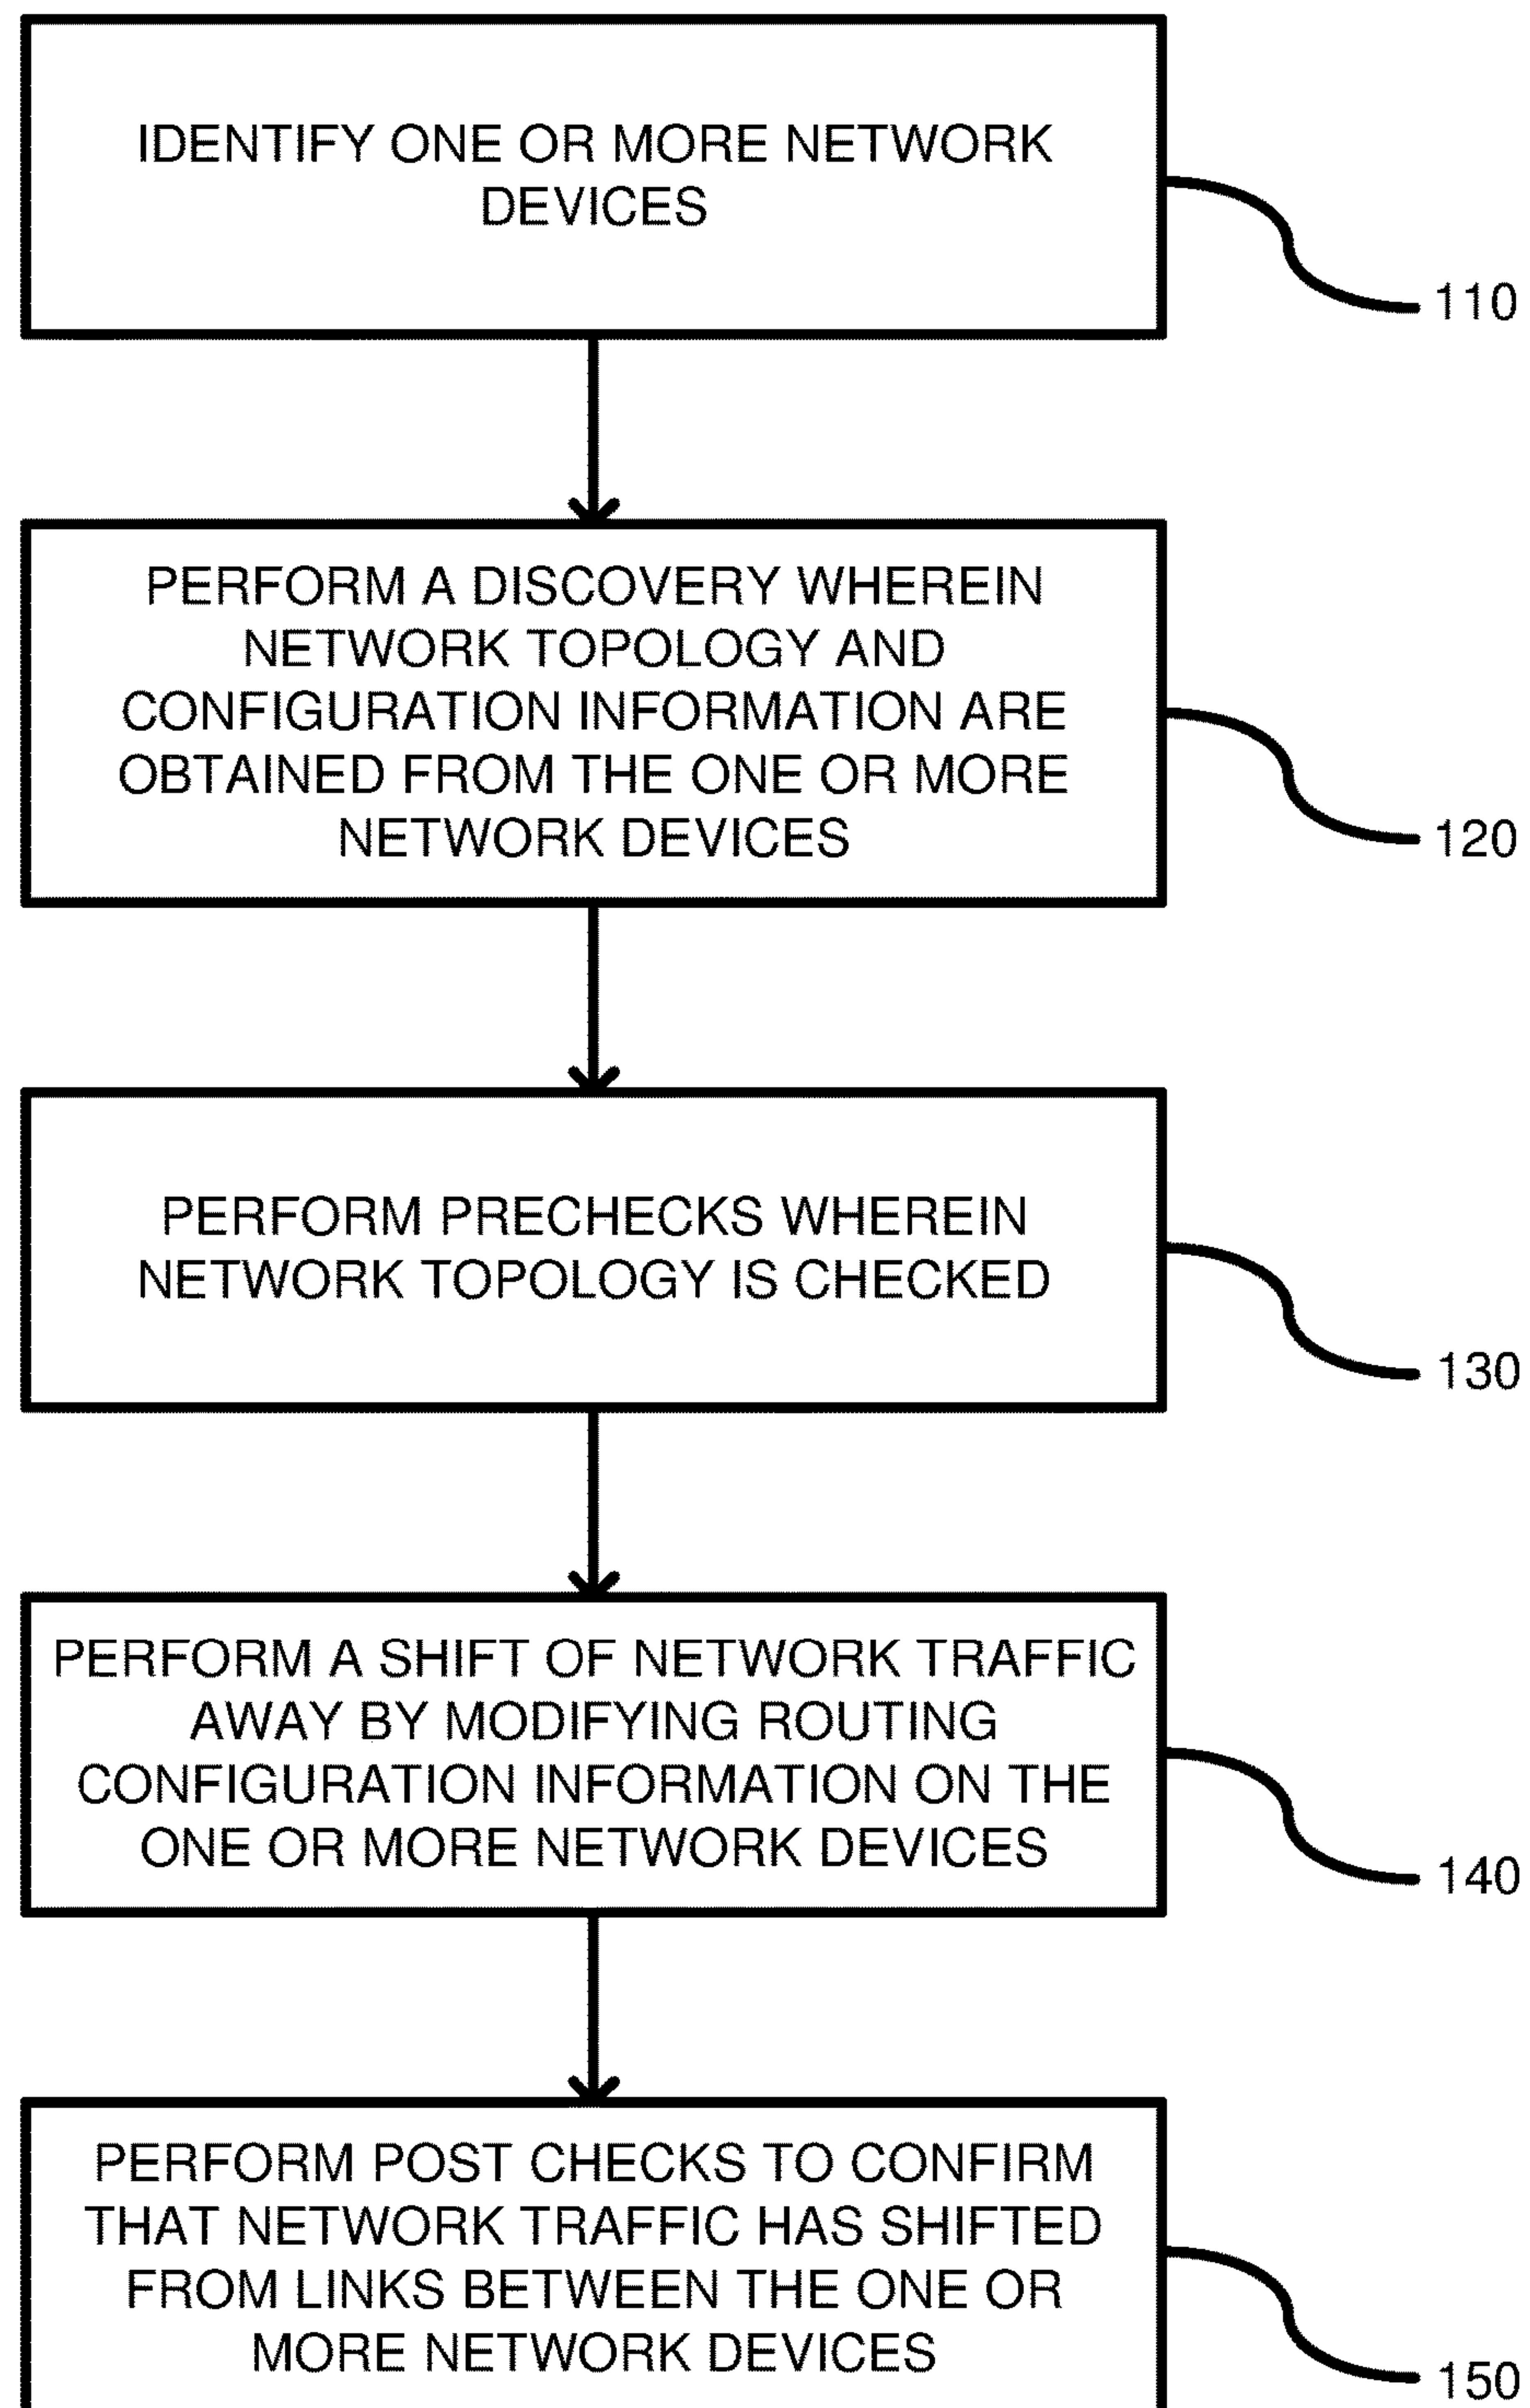 IDENTIFY ONE OR MORE NETWORK
DEVICES
110
PERFORM A DISCOVERY WHEREIN
NETWORK TOPOLOGY AND
CONFIGURATION INFORMATION ARE
OBTAINED FROM THE ONE OR MORE
NETWORK DEVICES
120
PERFORM PRECHECKS WHEREIN
NETWORK TOPOLOGY IS CHECKED
130
PERFORM A SHIFT OF NETWORK TRAFFIC
AWAY BY MODIFYING ROUTING
CONFIGURATION INFORMATION ON THE
ONE OR MORE NETWORK DEVICES
140
PERFORM POST CHECKS TO CONFIRM
THAT NETWORK TRAFFIC HAS SHIFTED
FROM LINKS BETWEEN THE ONE OR
MORE NETWORK DEVICES
150